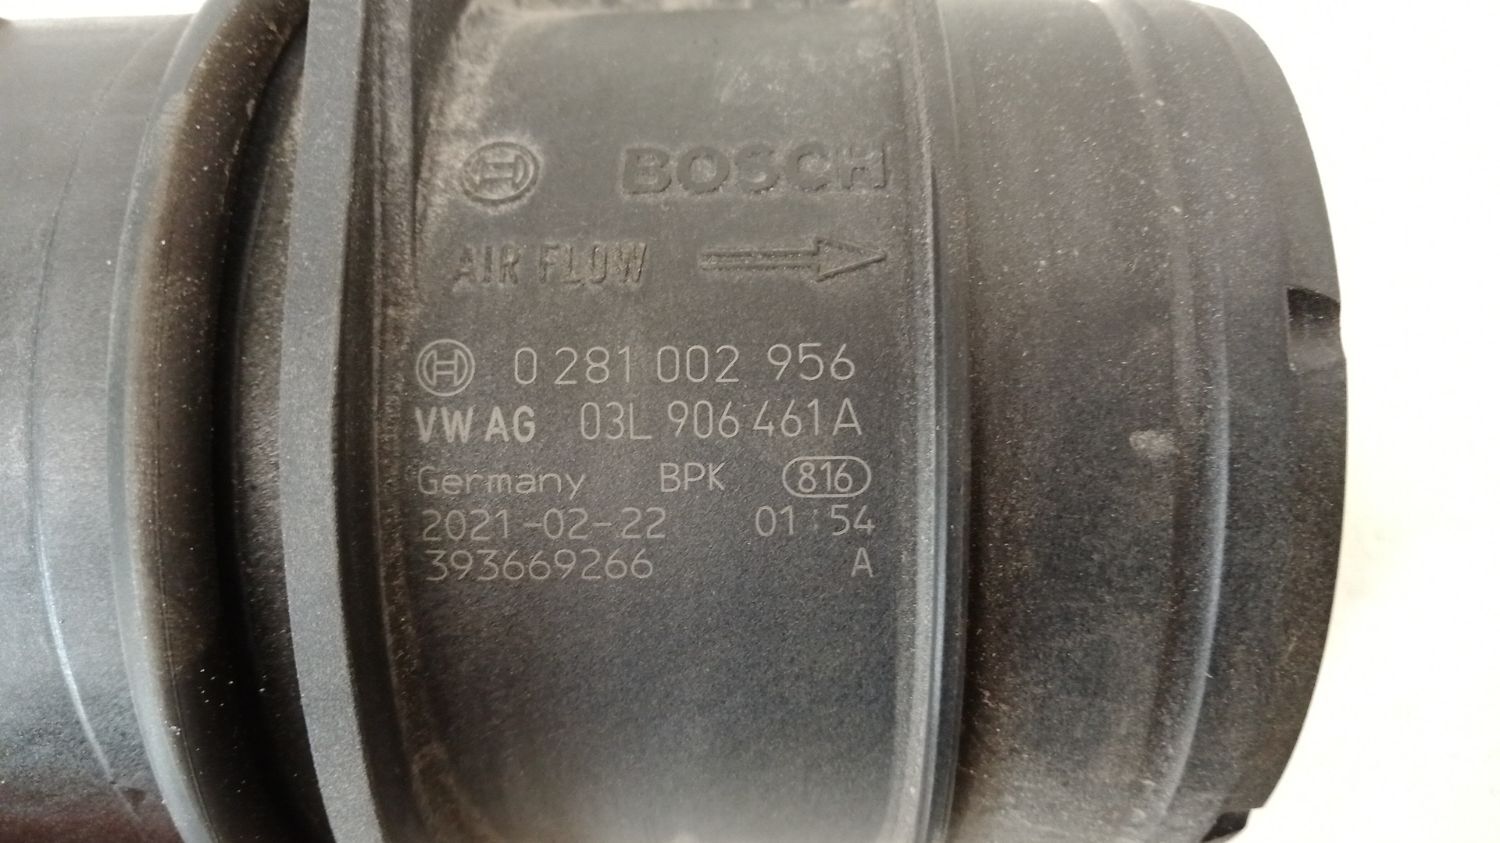 BOSCH
AIR FLOW
0 281 002 956
VW AG 03L 906 461 A
Germany BPK 816
2021-02-22 01:54
393669266 A